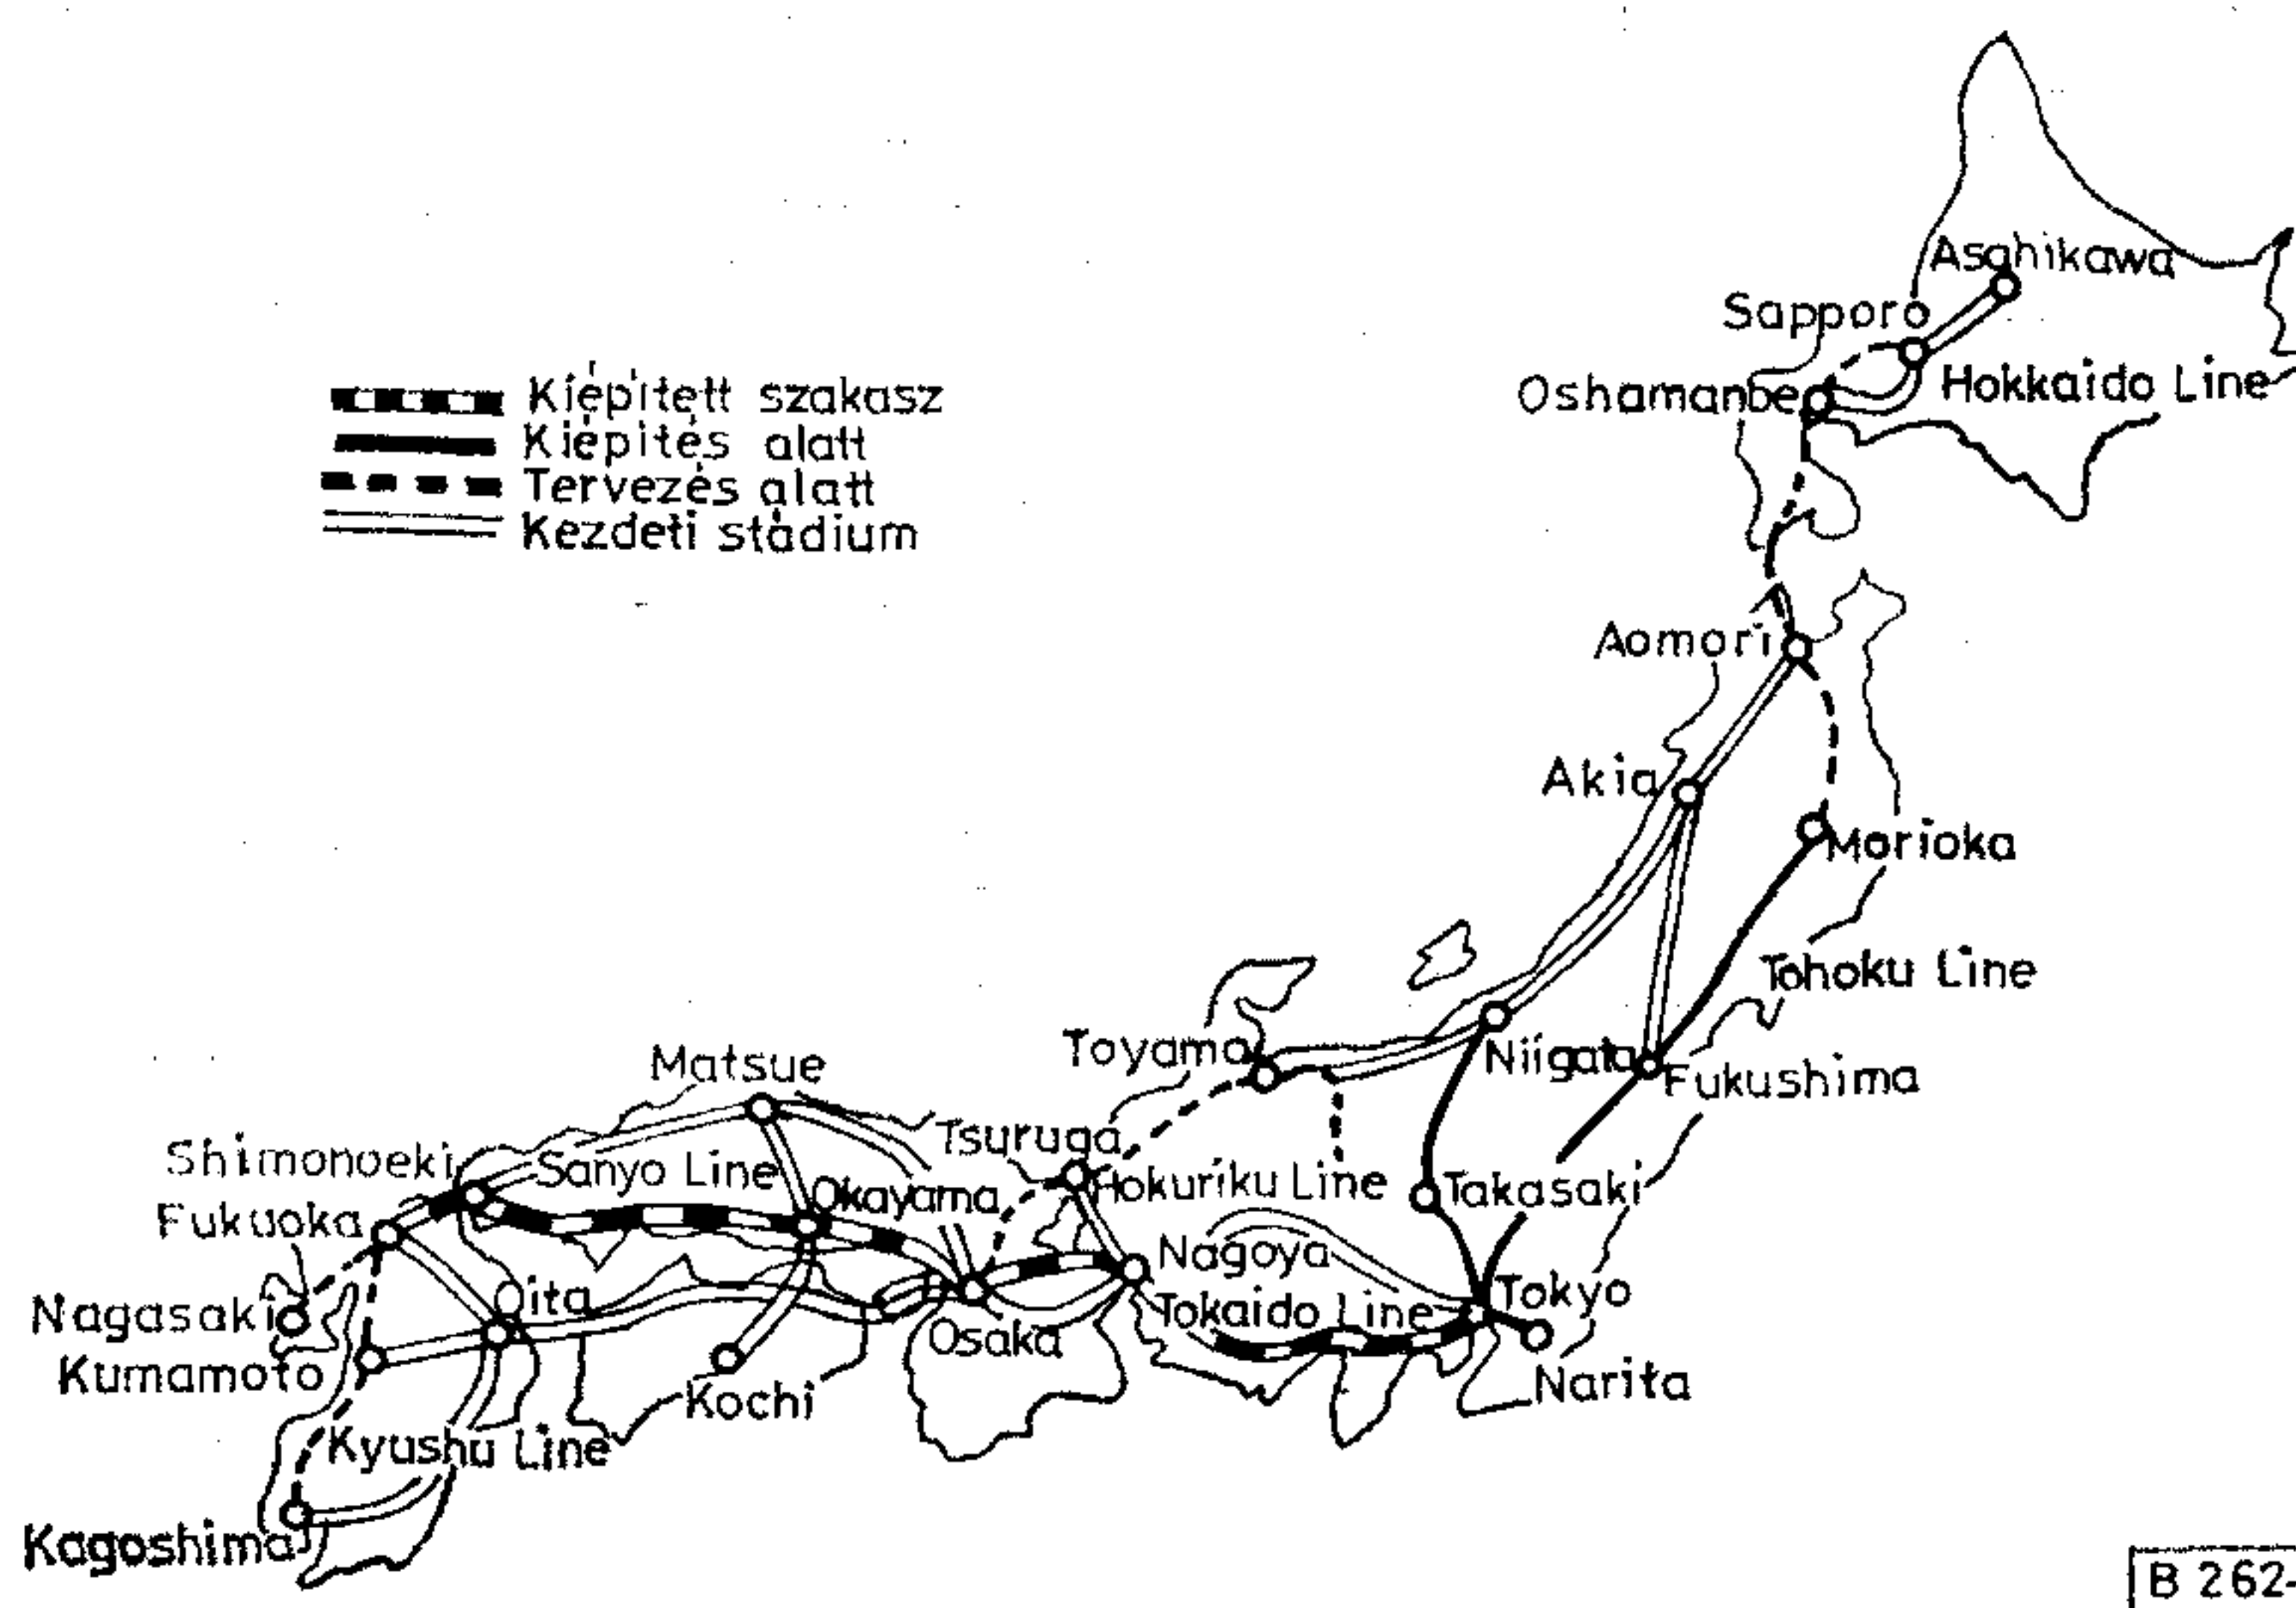 Kiépített szakasz
Kiépítés alatt
Tervezés alatt
Kezdeti stádium
Asahikawa
Sapporo
Oshamanbe
Hokkaido Line
Aomori
Akia
Morioka
Tohoku Line
Toyama
Niigata
Fukushima
Matsue
Tsuruga
Shimonoeki
Sanyo Line
Hokuriku Line
Takasaki
Okayama
Fukuoka
Nagoya
Oita
Tokyo
Nagasaki
Tokaido Line
Osaka
Kumamoto
Kochi
Narita
Kyushu Line
Kagoshima
B 262-